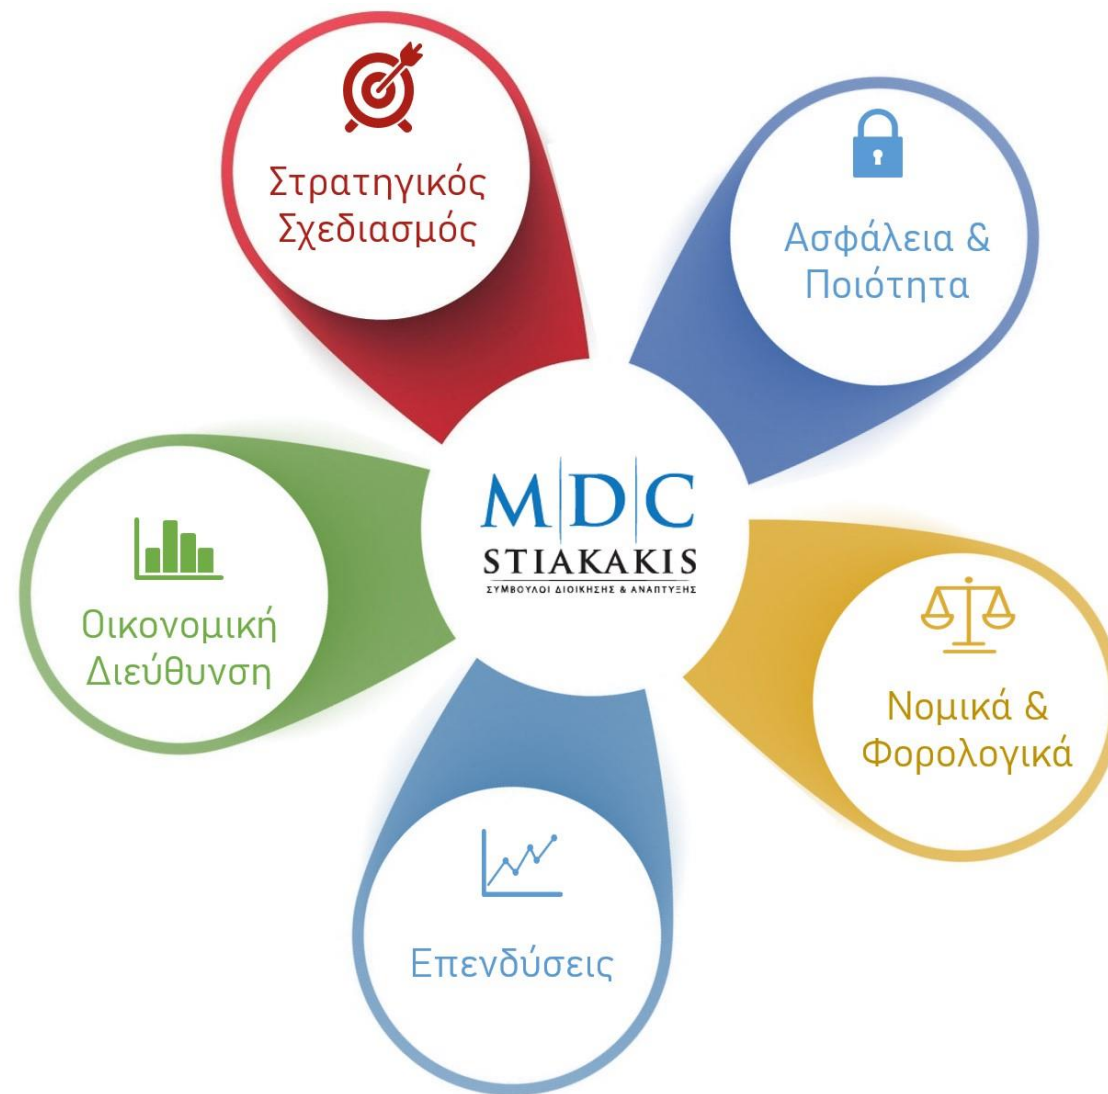 Στρατηγικός
Σχεδιασμός
Ασφάλεια &
Ποιότητα
M|D|C
STIAKAKIS
ΣΥΜΒΟΥΛΟΙ ΔΙΟΙΚΗΣΗΣ & ΑΝΑΠΤΥΞΗΣ
Οικονομική
Διεύθυνση
Νομικά &
Φορολογικά
Επενδύσεις